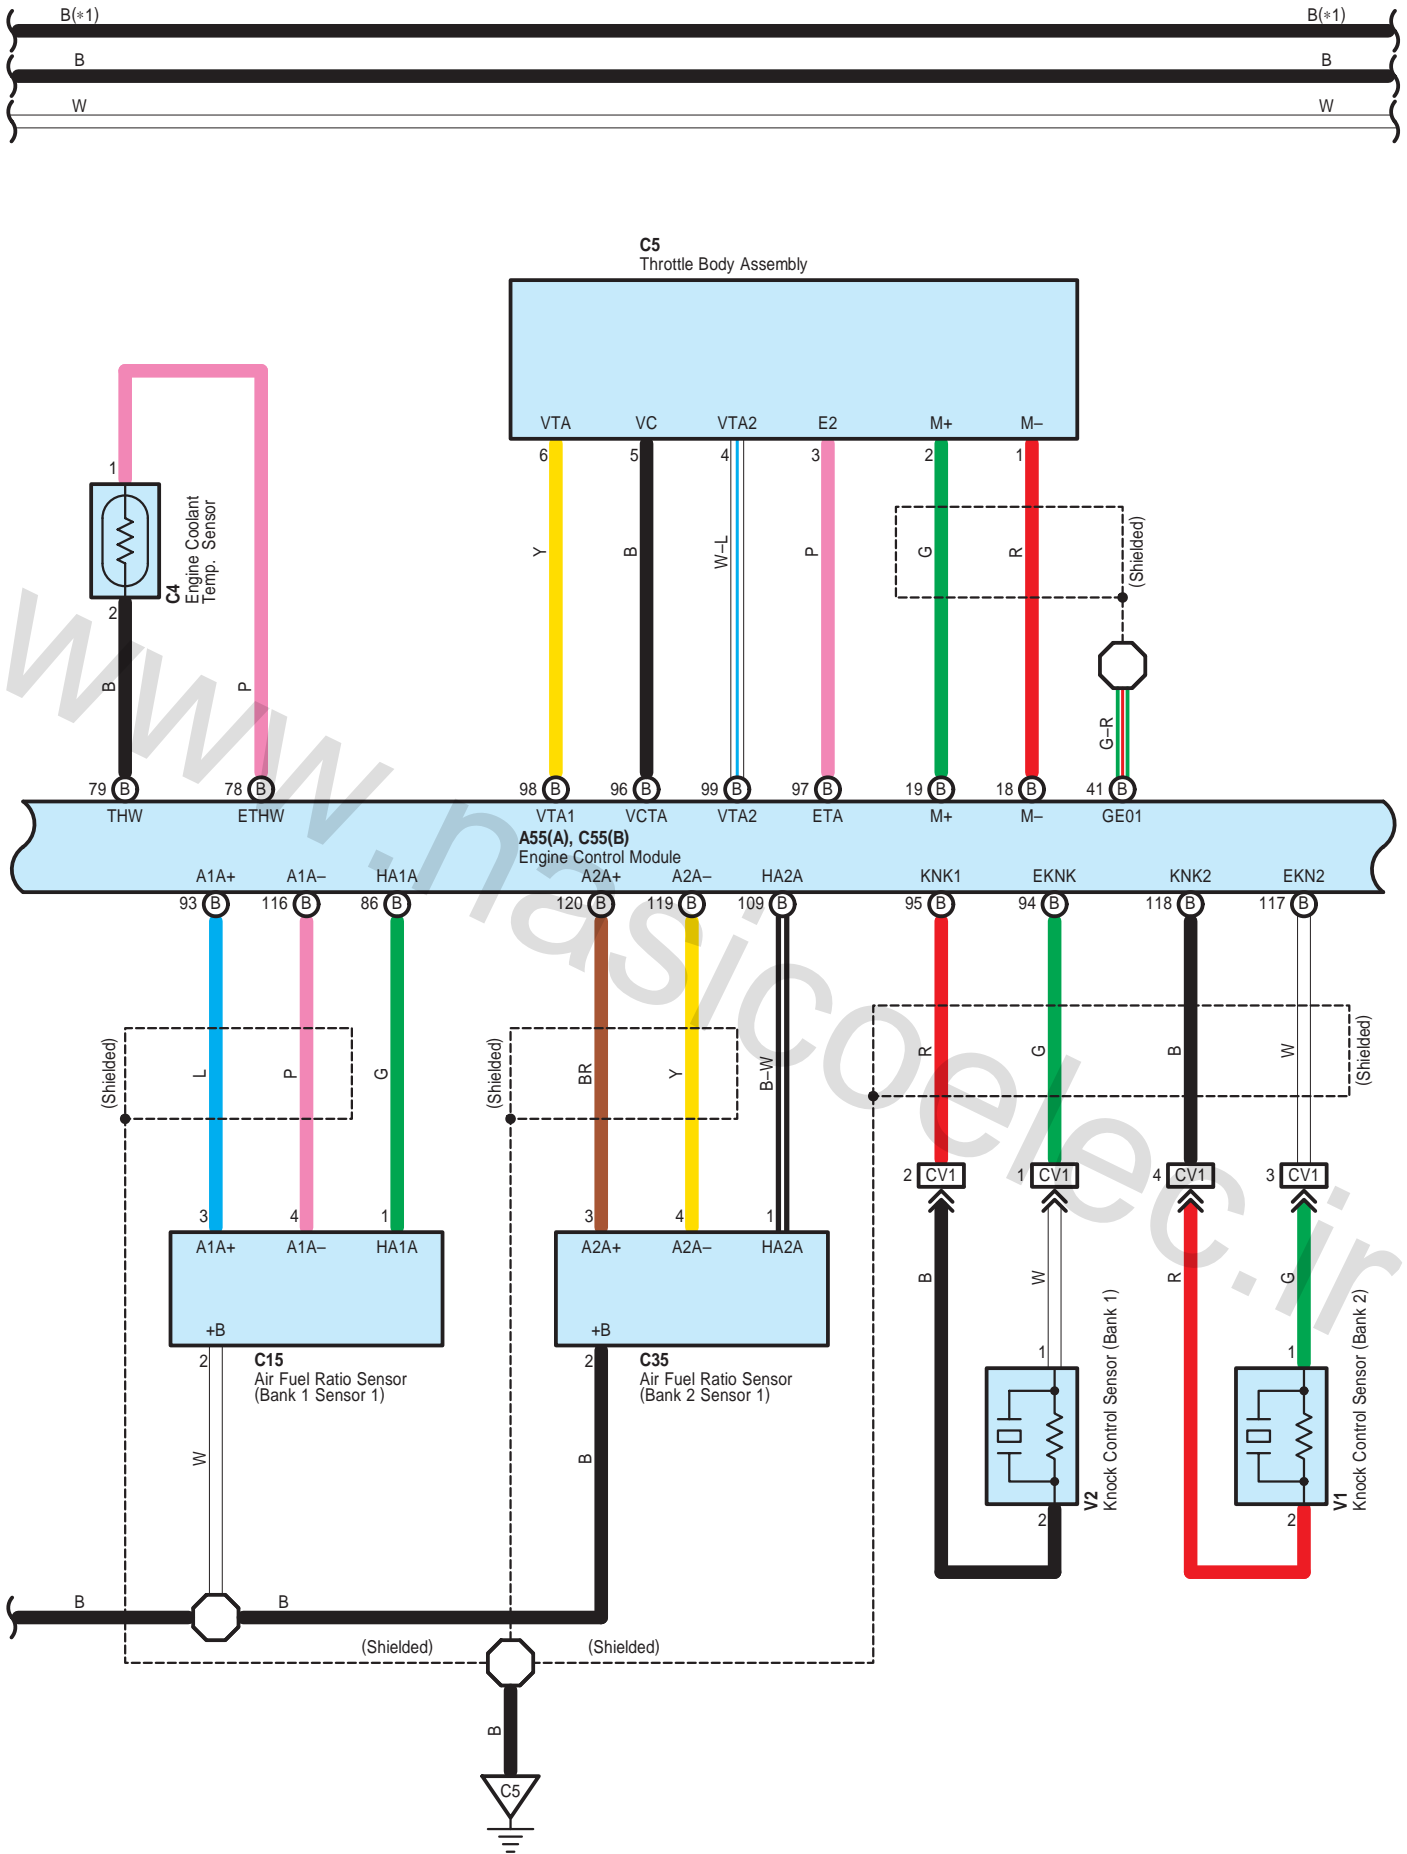 B(*1) B(*1)
B B
W W
C5
Throttle Body Assembly
VTA VC VTA2 E2 M+ M–
6 5 4 3 2 1
1
C4
Engine Coolant
Temp. Sensor
2
Y B W–L P G R (Shielded)
B P G–R
79 B 78 B 98 B 96 B 99 B 97 B 19 B 18 B 41 B
THW ETHW VTA1 VCTA VTA2 ETA M+ M– GE01
A55(A), C55(B)
Engine Control Module
A1A+ A1A– HA1A A2A+ A2A– HA2A KNK1 EKNK KNK2 EKN2
93 B 116 B 86 B 120 B 119 B 109 B 95 B 94 B 118 B 117 B
(Shielded) L P G (Shielded) BR Y B–W R G B W (Shielded)
2 CV1 1 CV1 4 CV1 3 CV1
3 4 1 3 4 1
A1A+ A1A– HA1A A2A+ A2A– HA2A
B W R G
+B +B
2 2
C15
Air Fuel Ratio Sensor
(Bank 1 Sensor 1)
C35
Air Fuel Ratio Sensor
(Bank 2 Sensor 1)
1 1
V2
Knock Control Sensor (Bank 1)
V1
Knock Control Sensor (Bank 2)
W B
2 2
B B
(Shielded) (Shielded)
B
C5
www.nasicoelec.ir